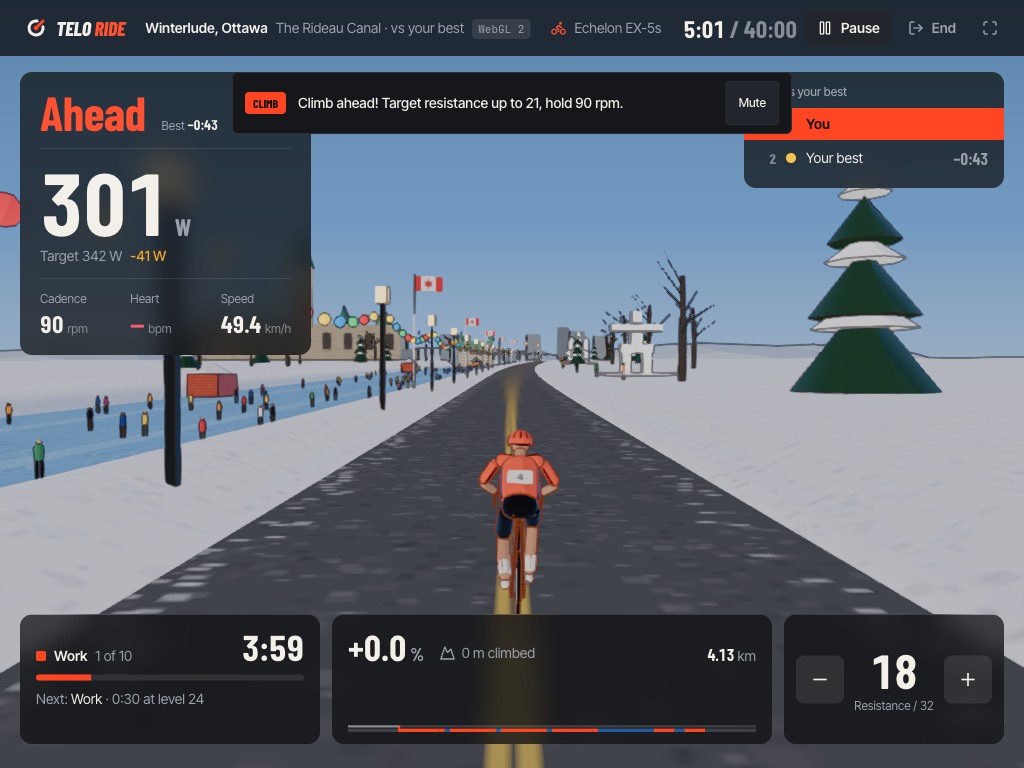 TELO RIDE
Winterlude, Ottawa The Rideau Canal · vs your best WebGL 2 Echelon EX-5s 5:01 / 40:00 Pause End
CLIMB Climb ahead! Target resistance up to 21, hold 90 rpm. Mute
Ahead Best −0:43
301 W
Target 342 W -41 W
Cadence Heart Speed
90 rpm — bpm 49.4 km/h
s your best
You
2 Your best −0:43
4
Work 1 of 10 3:59
Next: Work · 0:30 at level 24
+0.0 % 0 m climbed 4.13 km
− 18 +
Resistance / 32